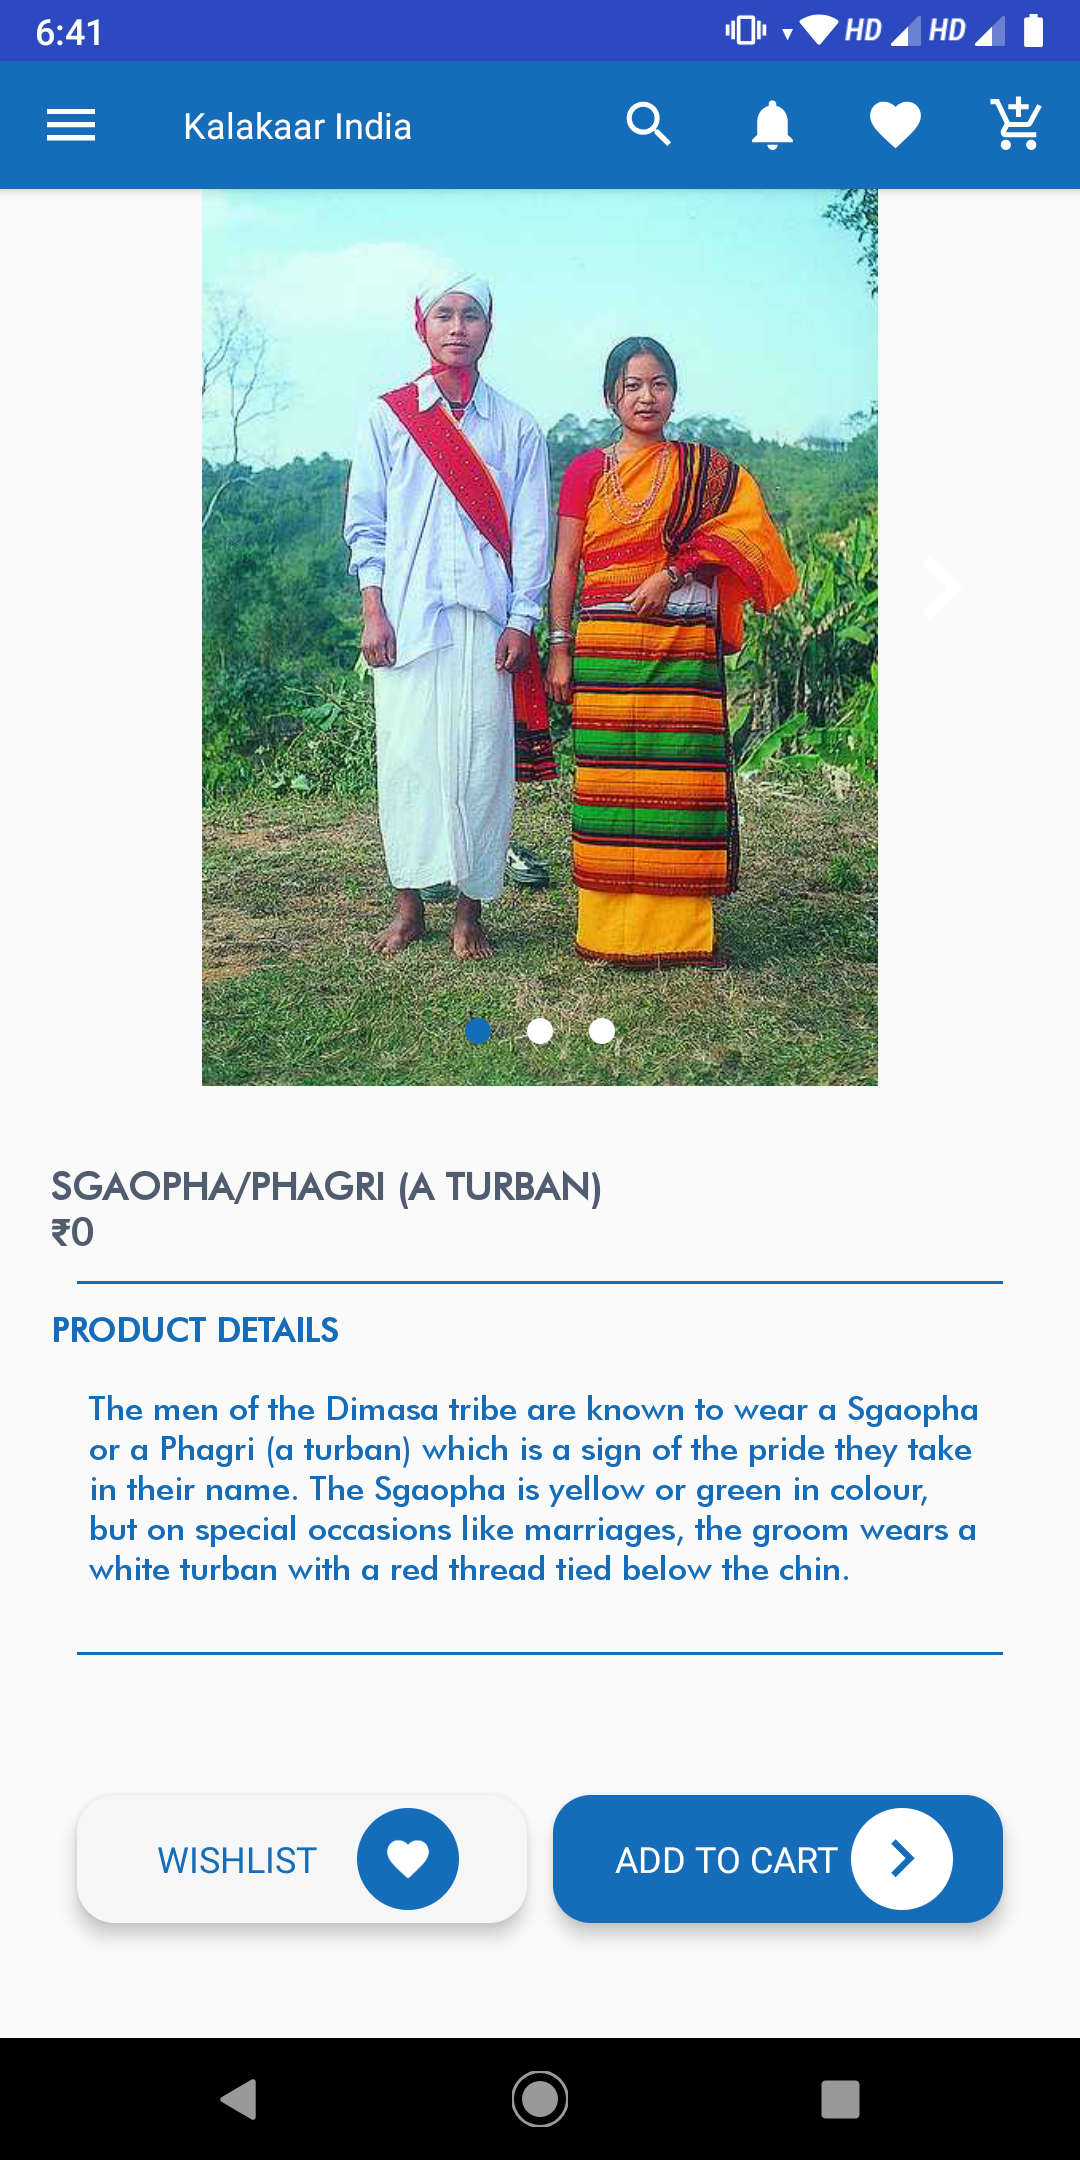 6:41
HD HD
Kalakaar India
SGAOPHA/PHAGRI (A TURBAN)
₹0
PRODUCT DETAILS
The men of the Dimasa tribe are known to wear a Sgaopha
or a Phagri (a turban) which is a sign of the pride they take
in their name. The Sgaopha is yellow or green in colour,
but on special occasions like marriages, the groom wears a
white turban with a red thread tied below the chin.
WISHLIST
ADD TO CART